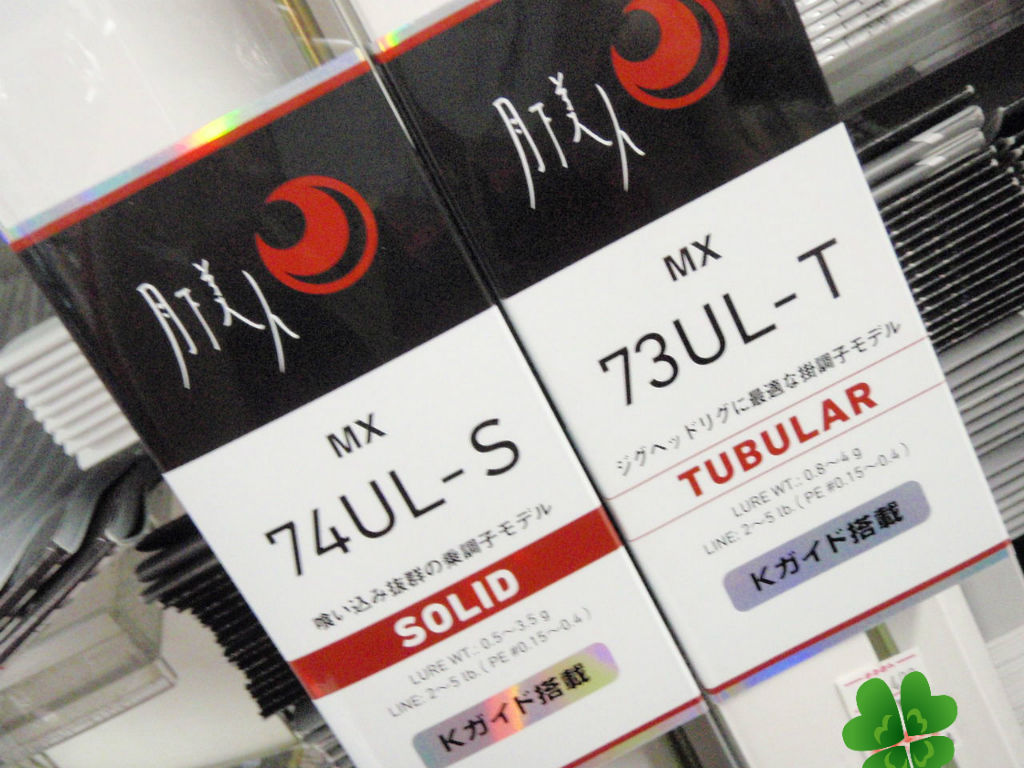 月下美人
MX
74UL-S
喰い込み抜群の乗調子モデル
SOLID
LURE WT.: 0.5～3.5 g
LINE: 2～5 lb. ( PE #0.15～0.4 )
Kガイド搭載
月下美人
MX
73UL-T
ジグヘッドリグに最適な掛調子モデル
TUBULAR
LURE WT.: 0.8～4 g
LINE: 2～5 lb. ( PE #0.15～0.4 )
Kガイド搭載